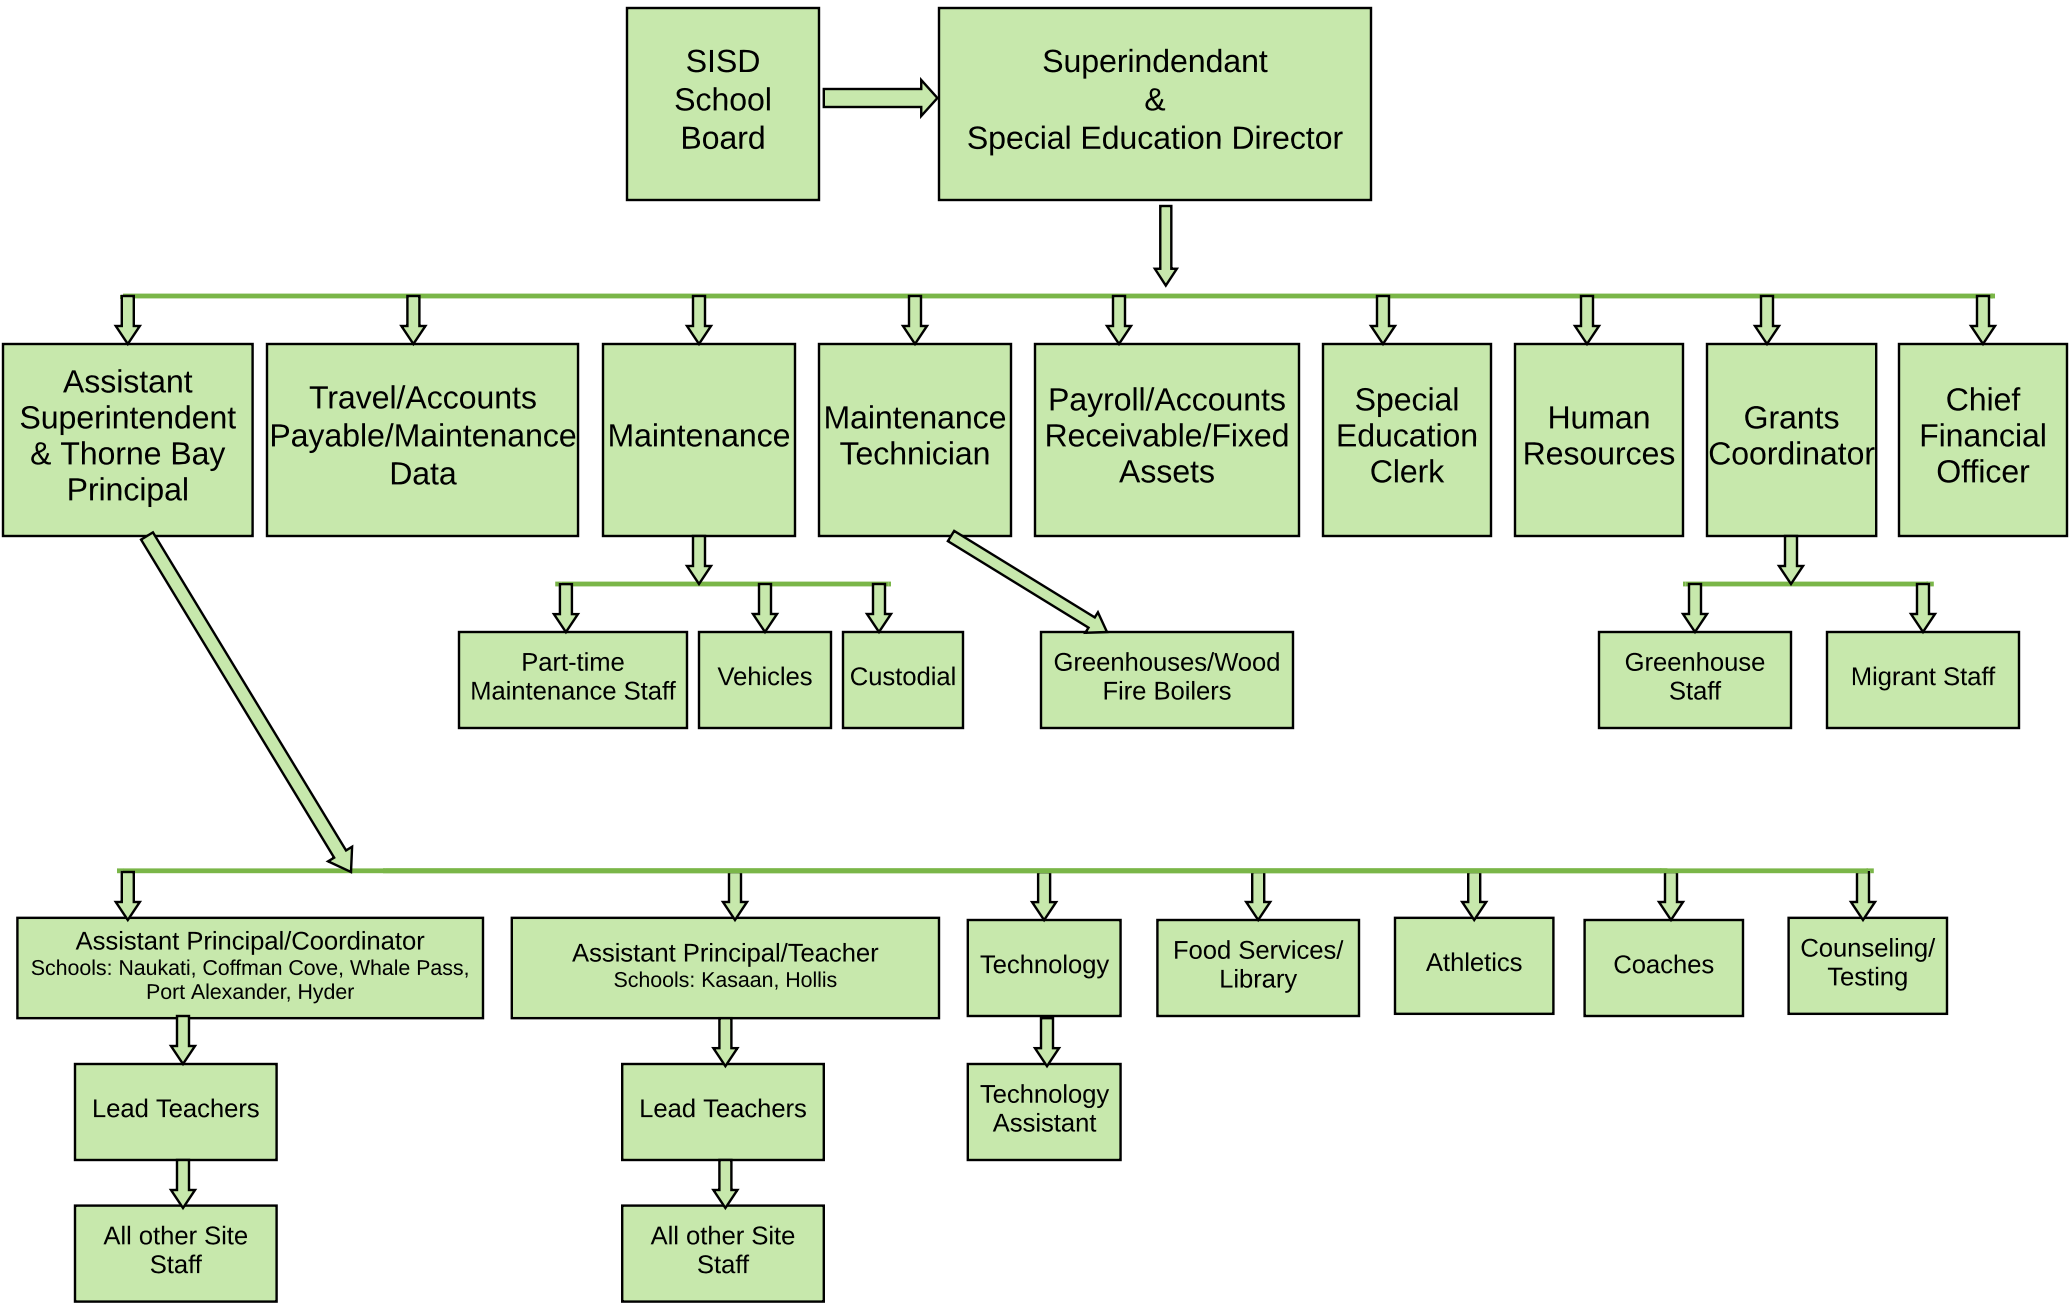 SISD
School
Board
Superindendant
&
Special Education Director
Assistant
Superintendent
& Thorne Bay
Principal
Travel/Accounts
Payable/Maintenance
Data
Maintenance
Maintenance
Technician
Payroll/Accounts
Receivable/Fixed
Assets
Special
Education
Clerk
Human
Resources
Grants
Coordinator
Chief
Financial
Officer
Part-time
Maintenance Staff
Vehicles
Custodial
Greenhouses/Wood
Fire Boilers
Greenhouse
Staff
Migrant Staff
Assistant Principal/Coordinator
Schools: Naukati, Coffman Cove, Whale Pass,
Port Alexander, Hyder
Assistant Principal/Teacher
Schools: Kasaan, Hollis
Technology
Food Services/
Library
Athletics
Coaches
Counseling/
Testing
Lead Teachers
Lead Teachers
Technology
Assistant
All other Site
Staff
All other Site
Staff